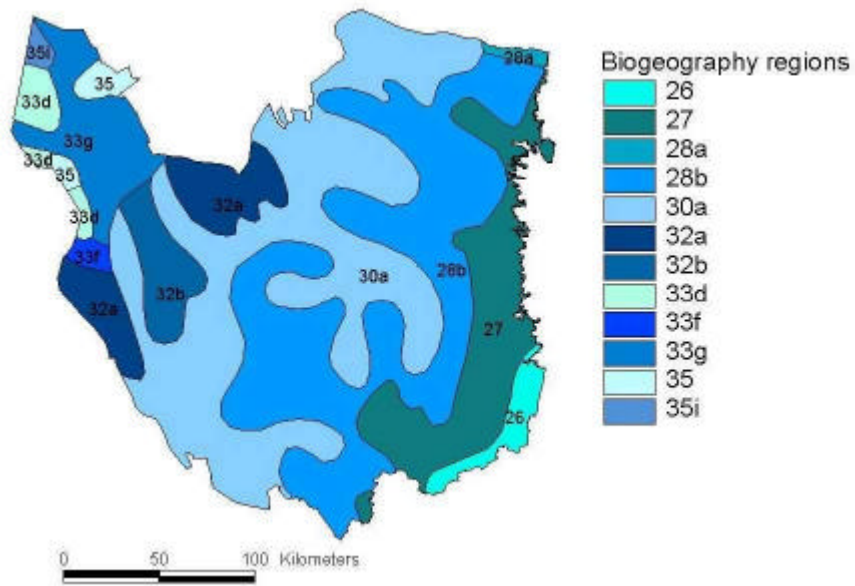 35i
28a
35
33d
33g
33d
35
32a
33d
33f
32b
30a
28b
32a
27
26
0 50 100 Kilometers
Biogeography regions
26
27
28a
28b
30a
32a
32b
33d
33f
33g
35
35i